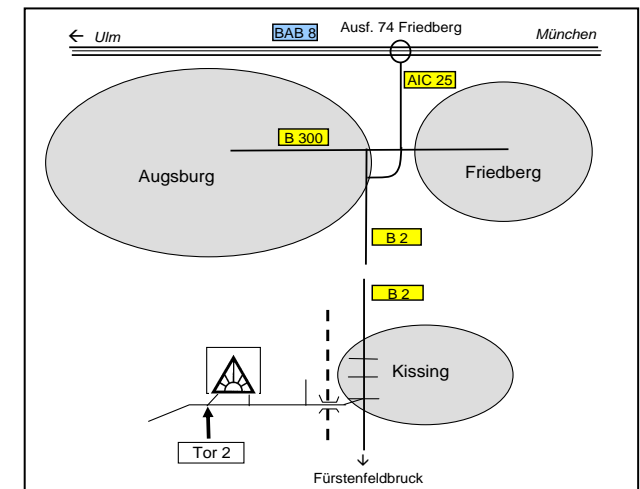 ← Ulm
BAB 8
Ausf. 74 Friedberg
München
AIC 25
B 300
Augsburg
Friedberg
B 2
B 2
Kissing
Tor 2
Fürstenfeldbruck